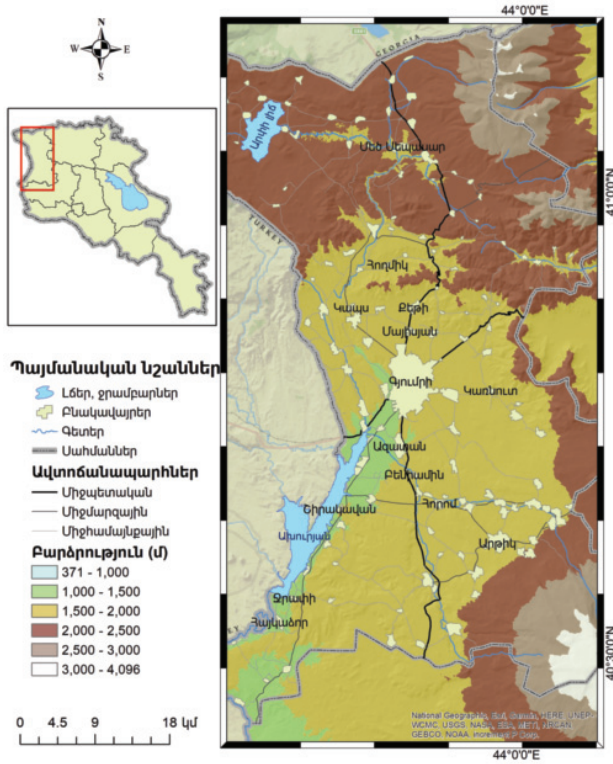 44°0'0"E
N
W E
S
GEORGIA
Արփի լիճ
Մեծ Սեպասար
41°0'0"N
TURKEY
Հողմիկ
Կապս
Քեթի
Մայիսյան
Գյումրի
Կառնուտ
Ազատան
Բենիամին
Շիրակավան
Հոռոմ
Ախուրյան
Արթիկ
Ջրափի
Հայկաձոր
40°30'0"N
44°0'0"E
Պայմանական նշաններ
Լճեր, ջրամբարներ
Բնակավայրեր
Գետեր
Սահմաններ
Ավտոճանապարհներ
Միջպետական
Միջմարզային
Միջհամայնքային
Բարձրություն (մ)
371 - 1,000
1,000 - 1,500
1,500 - 2,000
2,000 - 2,500
2,500 - 3,000
3,000 - 4,096
0 4.5 9 18 կմ
National Geographic, Esri, Garmin, HERE, UNEP-
WCMC, USGS, NASA, ESA, METI, NRCAN,
GEBCO, NOAA, increment P Corp.